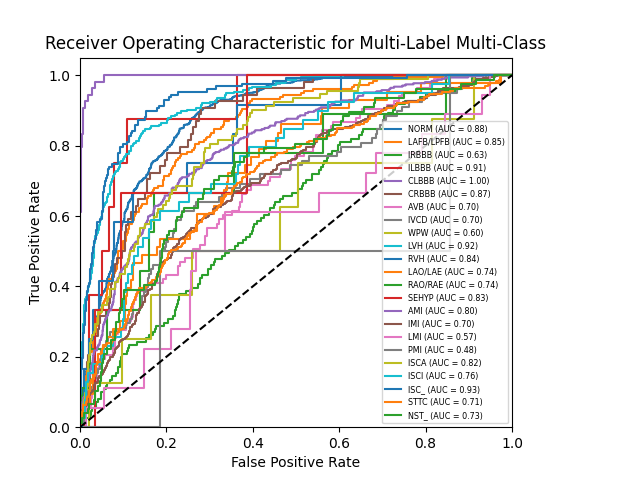 Receiver Operating Characteristic for Multi-Label Multi-Class
True Positive Rate
1.0
0.8
0.6
0.4
0.2
0.0
NORM (AUC = 0.88)
LAFB/LPFB (AUC = 0.85)
IRBBB (AUC = 0.63)
ILBBB (AUC = 0.91)
CLBBB (AUC = 1.00)
CRBBB (AUC = 0.87)
AVB (AUC = 0.70)
IVCD (AUC = 0.70)
WPW (AUC = 0.60)
LVH (AUC = 0.92)
RVH (AUC = 0.84)
LAO/LAE (AUC = 0.74)
RAO/RAE (AUC = 0.74)
SEHYP (AUC = 0.83)
AMI (AUC = 0.80)
IMI (AUC = 0.70)
LMI (AUC = 0.57)
PMI (AUC = 0.48)
ISCA (AUC = 0.82)
ISCI (AUC = 0.76)
ISC_ (AUC = 0.93)
STTC (AUC = 0.71)
NST_ (AUC = 0.73)
0.0 0.2 0.4 0.6 0.8 1.0
False Positive Rate